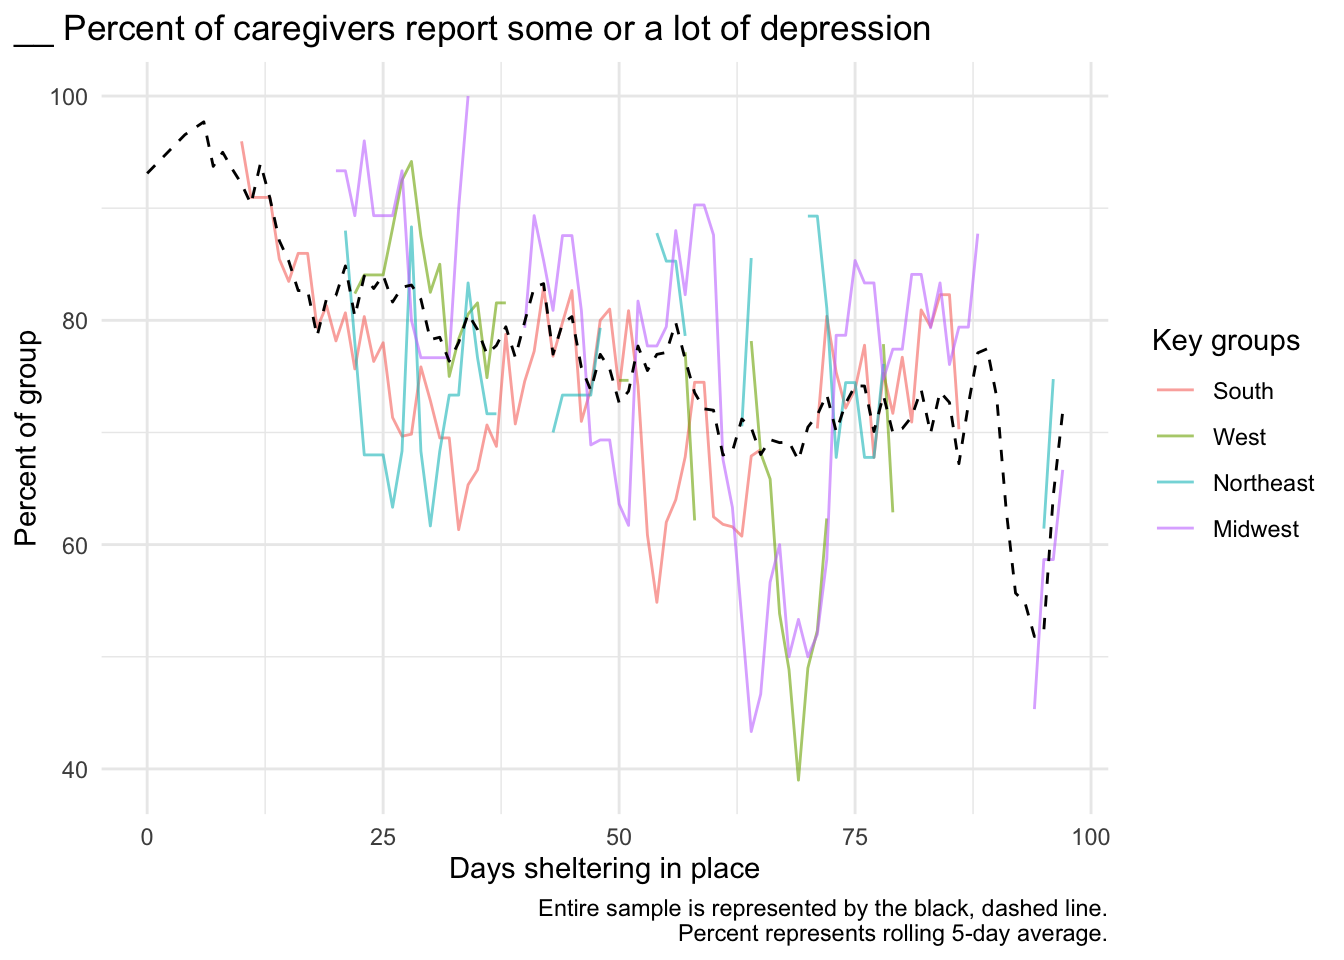 __ Percent of caregivers report some or a lot of depression
Percent of group
100
80
60
40
0
25
50
75
100
Days sheltering in place
Key groups
South
West
Northeast
Midwest
Entire sample is represented by the black, dashed line.
Percent represents rolling 5-day average.